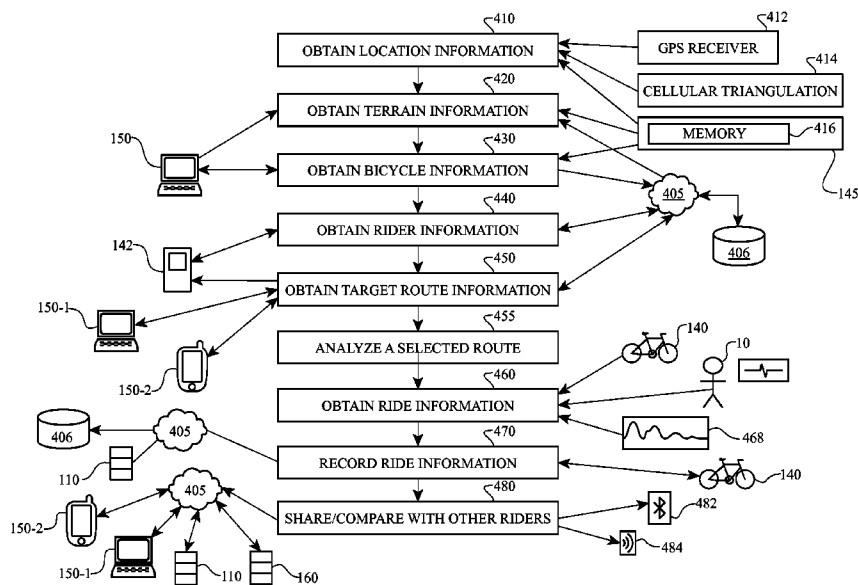 410
412
OBTAIN LOCATION INFORMATION
GPS RECEIVER
414
420
CELLULAR TRIANGULATION
OBTAIN TERRAIN INFORMATION
150
430
MEMORY
416
OBTAIN BICYCLE INFORMATION
405
145
440
142
OBTAIN RIDER INFORMATION
406
450
OBTAIN TARGET ROUTE INFORMATION
150-1
455
140
10
ANALYZE A SELECTED ROUTE
150-2
460
OBTAIN RIDE INFORMATION
406
405
470
468
110
RECORD RIDE INFORMATION
140
405
480
482
150-2
SHARE/COMPARE WITH OTHER RIDERS
484
150-1
110
160